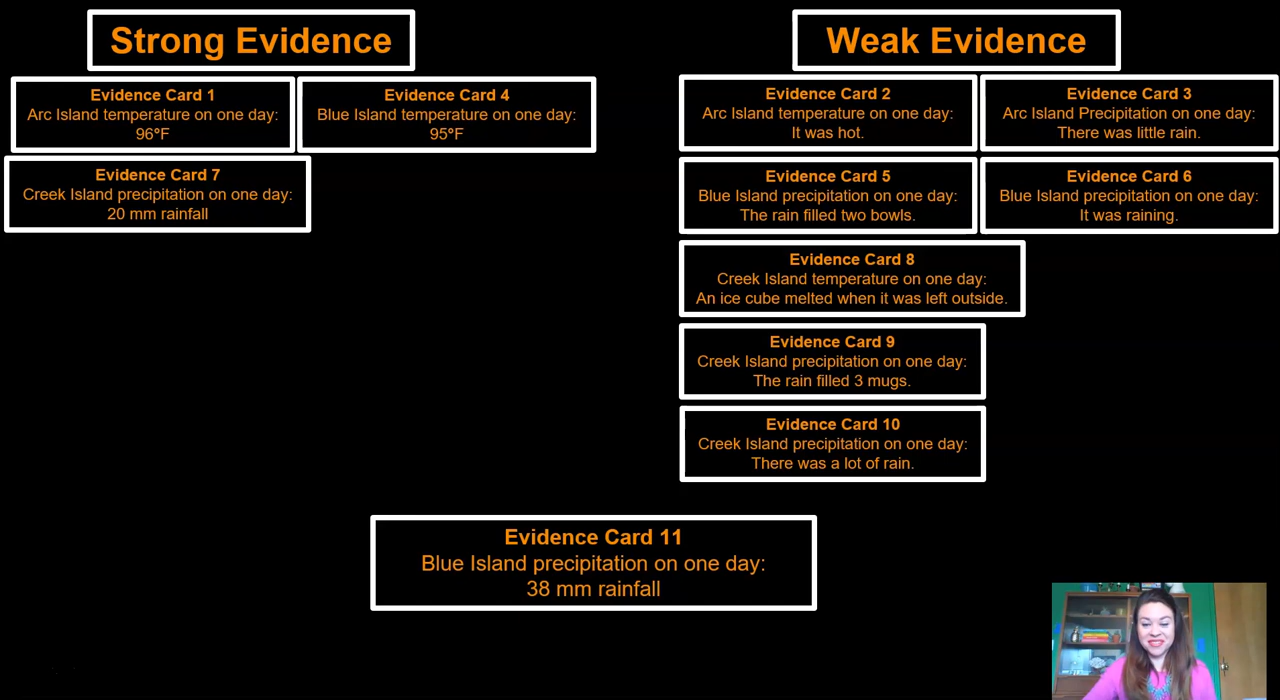 Strong Evidence
Weak Evidence
Evidence Card 1
Arc Island temperature on one day:
96°F
Evidence Card 4
Blue Island temperature on one day:
95°F
Evidence Card 7
Creek Island precipitation on one day:
20 mm rainfall
Evidence Card 2
Arc Island temperature on one day:
It was hot.
Evidence Card 3
Arc Island Precipitation on one day:
There was little rain.
Evidence Card 5
Blue Island precipitation on one day:
The rain filled two bowls.
Evidence Card 6
Blue Island precipitation on one day:
It was raining.
Evidence Card 8
Creek Island temperature on one day:
An ice cube melted when it was left outside.
Evidence Card 9
Creek Island precipitation on one day:
The rain filled 3 mugs.
Evidence Card 10
Creek Island precipitation on one day:
There was a lot of rain.
Evidence Card 11
Blue Island precipitation on one day:
38 mm rainfall